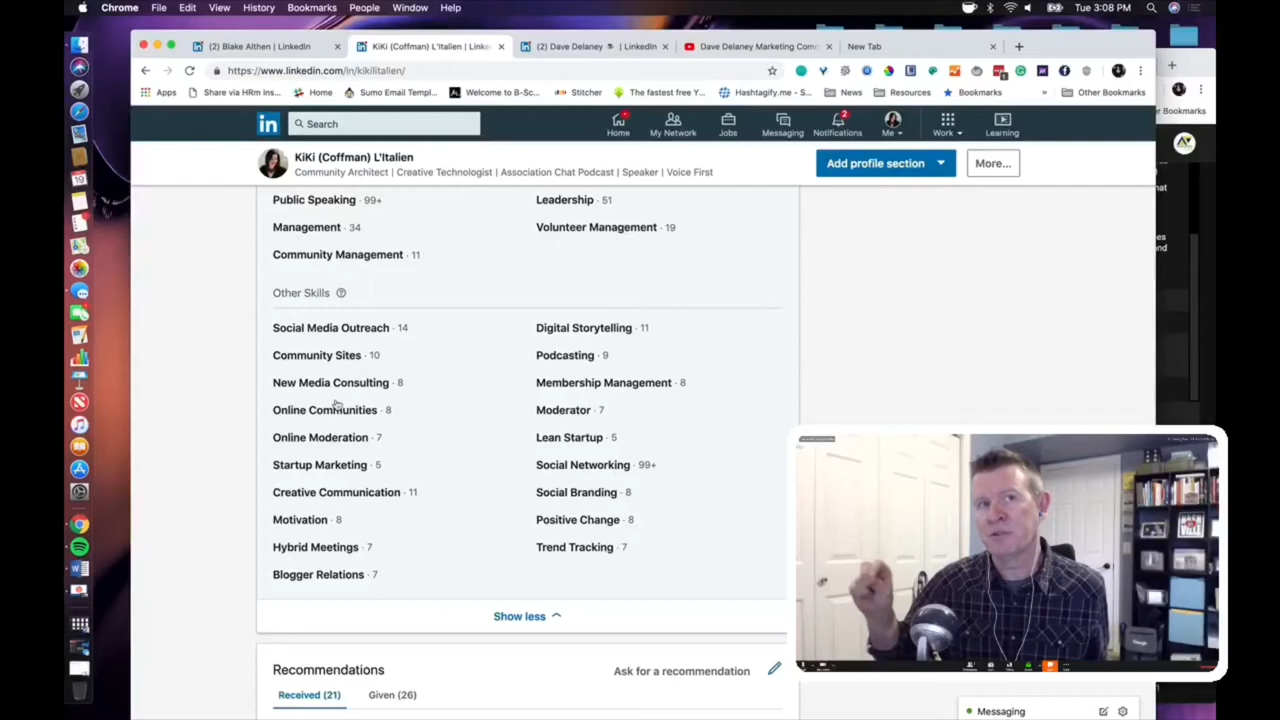 Chrome File Edit View History Bookmarks People Window Help Tue 3:08 PM
(2) Blake Althen | LinkedIn
KiKi (Coffman) L'Italien | Linke
(2) Dave Delaney | LinkedIn
Dave Delaney Marketing Com
New Tab
https://www.linkedin.com/in/kikilitalien/
Apps Share via HRm Ins... Home Sumo Email Templ... Welcome to B-Sc... Stitcher The fastest free Y... Hashtagify.me - S... News Resources Bookmarks » Other Bookmarks
r Bookmarks
in Search Home My Network Jobs Messaging Notifications Me Work Learning
KiKi (Coffman) L'Italien
Community Architect | Creative Technologist | Association Chat Podcast | Speaker | Voice First
Add profile section
More...
Public Speaking · 99+
Leadership · 51
Management · 34
Volunteer Management · 19
Community Management · 11
Other Skills
Social Media Outreach · 14
Digital Storytelling · 11
Community Sites · 10
Podcasting · 9
New Media Consulting · 8
Membership Management · 8
Online Communities · 8
Moderator · 7
Online Moderation · 7
Lean Startup · 5
Startup Marketing · 5
Social Networking · 99+
Creative Communication · 11
Social Branding · 8
Motivation · 8
Positive Change · 8
Hybrid Meetings · 7
Trend Tracking · 7
Blogger Relations · 7
Show less
Recommendations
Ask for a recommendation
Received (21)
Given (26)
Messaging